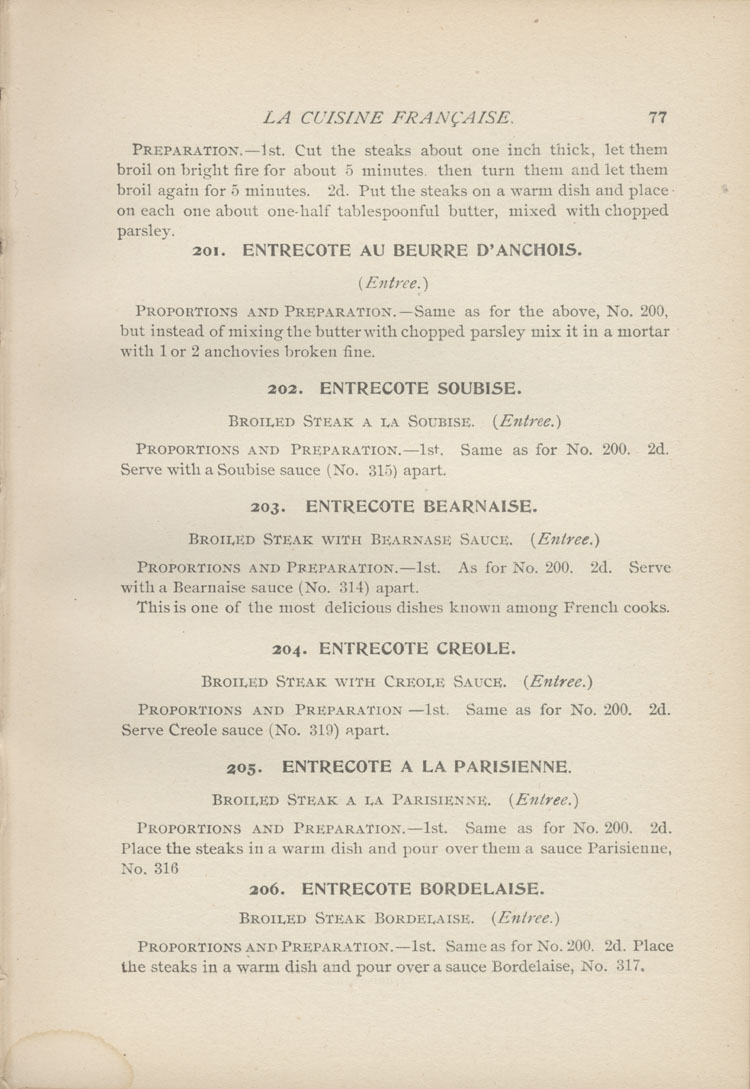 LA CUISINE FRANÇAISE. 77
PREPARATION.—1st. Cut the steaks about one inch thick, let them
broil on bright fire for about 5 minutes. then turn them and let them
broil again for 5 minutes. 2d. Put the steaks on a warm dish and place
on each one about one-half tablespoonful butter, mixed with chopped
parsley.
201. ENTRECOTE AU BEURRE D'ANCHOIS.
(Entree.)
PROPORTIONS AND PREPARATION.—Same as for the above, No. 200,
but instead of mixing the butter with chopped parsley mix it in a mortar
with 1 or 2 anchovies broken fine.
202. ENTRECOTE SOUBISE.
BROILED STEAK A LA SOUBISE. (Entree.)
PROPORTIONS AND PREPARATION.—1st. Same as for No. 200. 2d.
Serve with a Soubise sauce (No. 315) apart.
203. ENTRECOTE BEARNAISE.
BROILED STEAK WITH BEARNASE SAUCE. (Entree.)
PROPORTIONS AND PREPARATION.—1st. As for No. 200. 2d. Serve
with a Bearnaise sauce (No. 314) apart.
This is one of the most delicious dishes known among French cooks.
204. ENTRECOTE CREOLE.
BROILED STEAK WITH CREOLE SAUCE. (Entree.)
PROPORTIONS AND PREPARATION —1st. Same as for No. 200. 2d.
Serve Creole sauce (No. 319) apart.
205. ENTRECOTE A LA PARISIENNE.
BROILED STEAK A LA PARISIENNE. (Entree.)
PROPORTIONS AND PREPARATION.—1st. Same as for No. 200. 2d.
Place the steaks in a warm dish and pour over them a sauce Parisienne,
No. 316
206. ENTRECOTE BORDELAISE.
BROILED STEAK BORDELAISE. (Entree.)
PROPORTIONS AND PREPARATION.—1st. Same as for No. 200. 2d. Place
the steaks in a warm dish and pour over a sauce Bordelaise, No. 317.